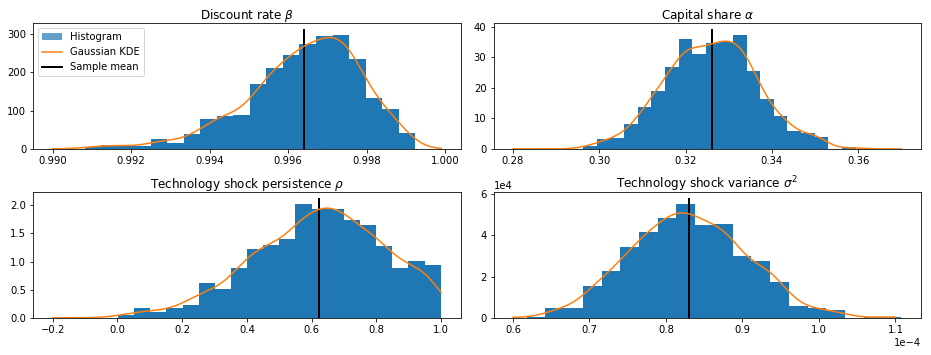 Discount rate β
300
200
100
0
Histogram
Gaussian KDE
Sample mean
0.990 0.992 0.994 0.996 0.998 1.000
Capital share α
40
30
20
10
0
0.28 0.30 0.32 0.34 0.36
Technology shock persistence ρ
2.0
1.5
1.0
0.5
0.0
−0.2 0.0 0.2 0.4 0.6 0.8 1.0
1e4
Technology shock variance σ²
6
4
2
0
0.6 0.7 0.8 0.9 1.0 1.1
1e−4